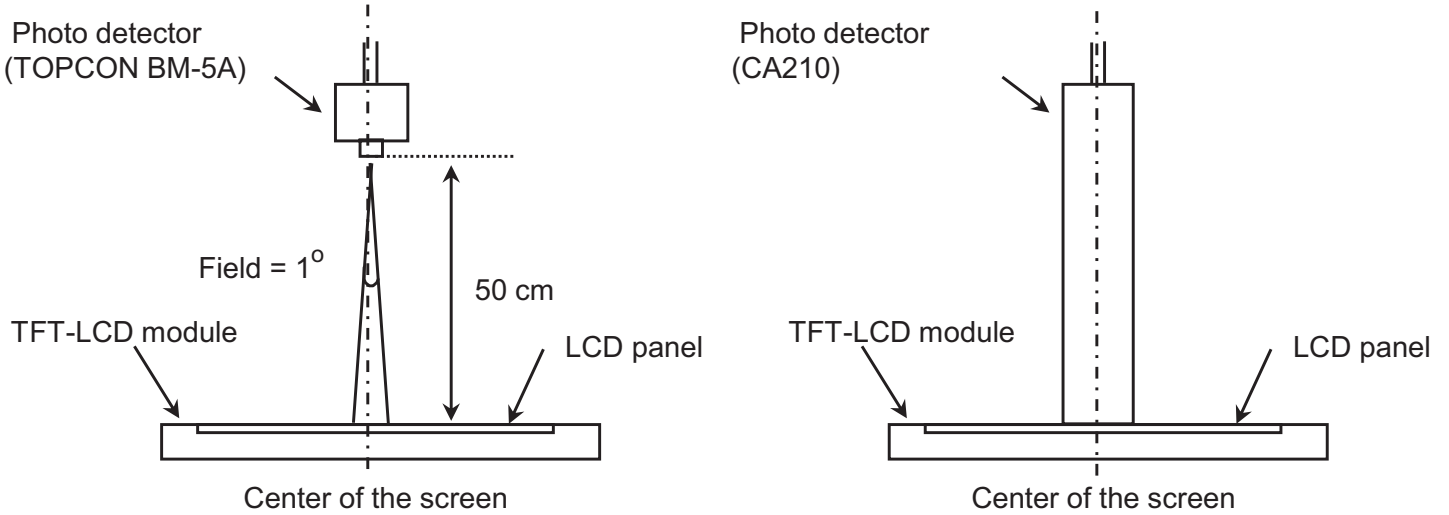 Photo detector
(TOPCON BM-5A)
Field = 1o
50 cm
TFT-LCD module
LCD panel
Center of the screen
Photo detector
(CA210)
TFT-LCD module
LCD panel
Center of the screen